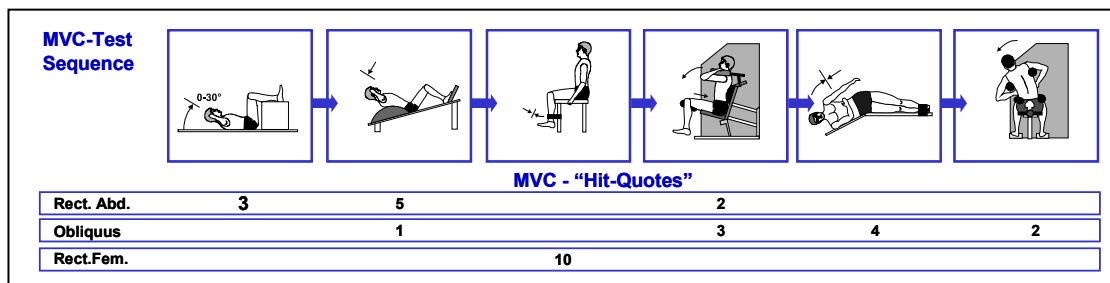 MVC-Test
Sequence
0-30°
MVC - “Hit-Quotes”
Rect. Abd. 3 5 2
Obliquus 1 3 4 2
Rect.Fem. 10